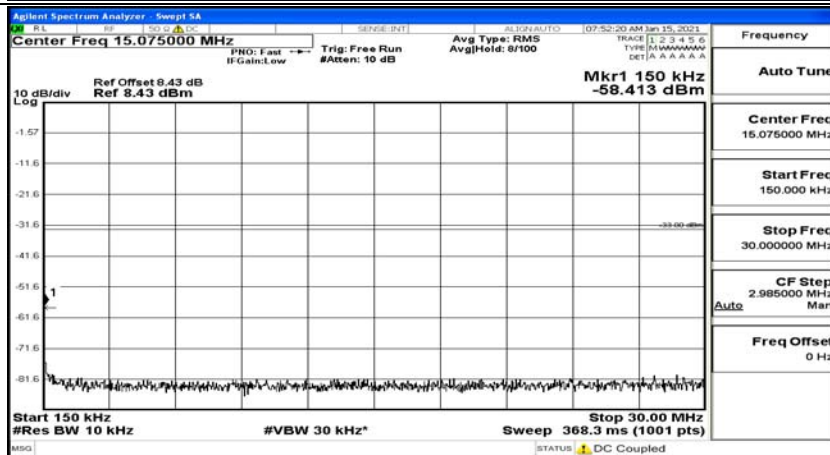 Agilent Spectrum Analyzer - Swept SA
RL RF 50 Ω DC SENSE:INT ALIGN AUTO 07:52:20 AM Jan 15, 2021
Center Freq 15.075000 MHz
PNO: Fast
IFGain:Low
Trig: Free Run
#Atten: 10 dB
Avg Type: RMS
Avg|Hold: 8/100
TRACE 1 2 3 4 5 6
TYPE M W W W W W
DET A A A A A A
Mkr1 150 kHz
-58.413 dBm
Ref Offset 8.43 dB
10 dB/div Ref 8.43 dBm
Log
-1.57
-11.6
-21.6
-31.6
-33.00 dBm
-41.6
-51.6
1
-61.6
-71.6
-81.6
Start 150 kHz Stop 30.00 MHz
#Res BW 10 kHz #VBW 30 kHz* Sweep 368.3 ms (1001 pts)
MSG STATUS DC Coupled
Frequency
Auto Tune
Center Freq
15.075000 MHz
Start Freq
150.000 kHz
Stop Freq
30.000000 MHz
CF Step
2.985000 MHz
Auto Man
Freq Offset
0 Hz